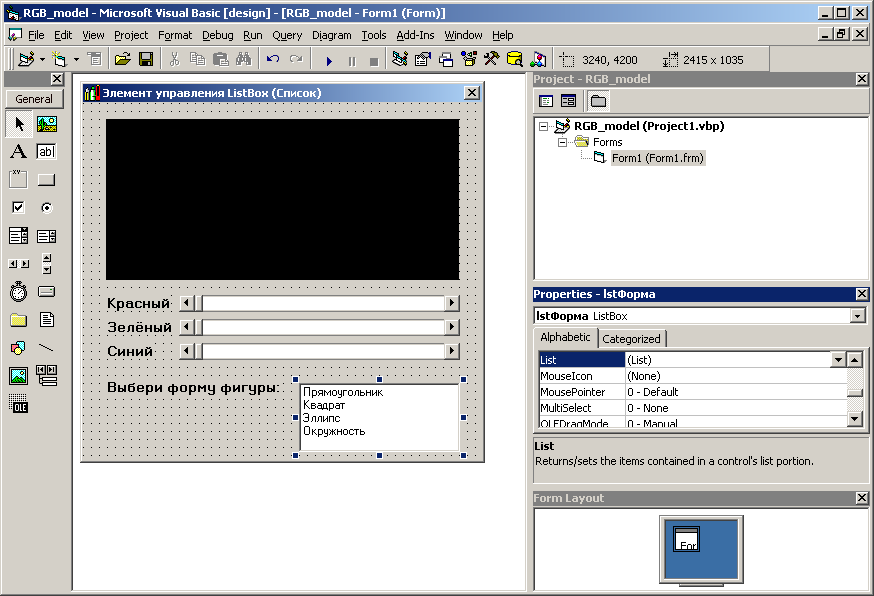 RGB_model - Microsoft Visual Basic [design] - [RGB_model - Form1 (Form)]
File Edit View Project Format Debug Run Query Diagram Tools Add-Ins Window Help
3240, 4200 2415 x 1035
General
A
ab
xv
OLE
Элемент управления ListBox (Список)
Красный
Зелёный
Синий
Выбери форму фигуры:
Прямоугольник
Квадрат
Эллипс
Окружность
Project - RGB_model
RGB_model (Project1.vbp)
Forms
Form1 (Form1.frm)
Properties - lstФорма
lstФорма ListBox
Alphabetic Categorized
List (List)
MouseIcon (None)
MousePointer 0 - Default
MultiSelect 0 - None
OLEDragMode 0 - Manual
List
Returns/sets the items contained in a control's list portion.
Form Layout
For